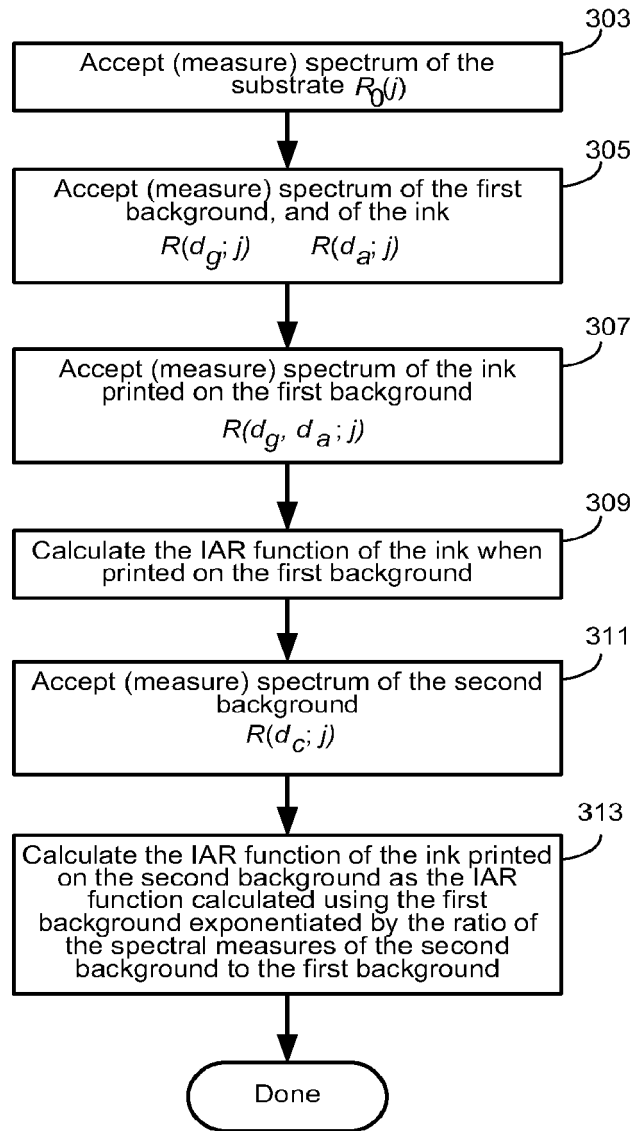 303
Accept (measure) spectrum of the
substrate R0(j)
305
Accept (measure) spectrum of the first
background, and of the ink
R(dg; j) R(da; j)
307
Accept (measure) spectrum of the ink
printed on the first background
R(dg, da; j)
309
Calculate the IAR function of the ink when
printed on the first background
311
Accept (measure) spectrum of the second
background
R(dc; j)
313
Calculate the IAR function of the ink printed
on the second background as the IAR
function calculated using the first
background exponentiated by the ratio of
the spectral measures of the second
background to the first background
Done